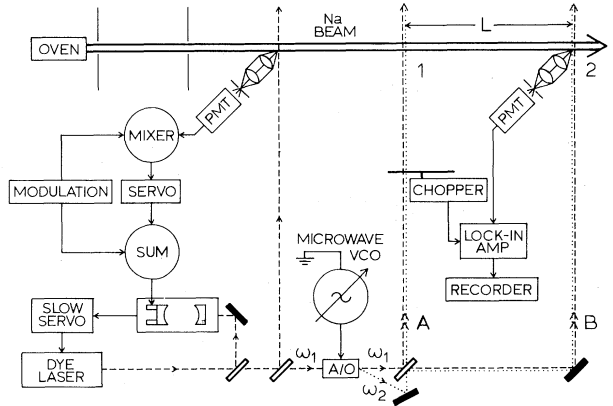 Na
BEAM
L
OVEN
1
2
PMT
PMT
MIXER
MODULATION
SERVO
CHOPPER
SUM
MICROWAVE
VCO
LOCK-IN
AMP
RECORDER
SLOW
SERVO
A
B
ω₁
A/O
ω₁
ω₂
DYE
LASER